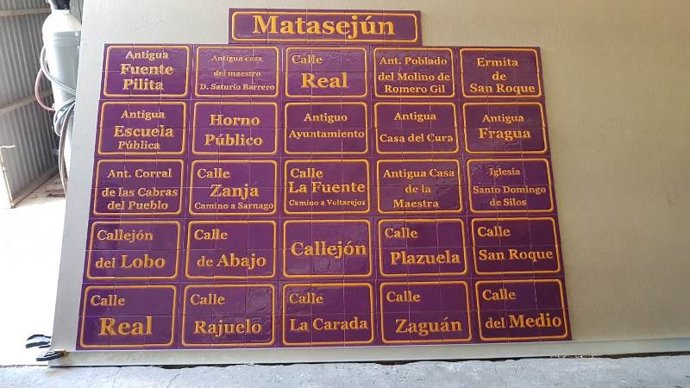 Matasejún
Antigua
Fuente
Pilita
Antigua casa
del maestro
D. Saturio Barrero
Calle
Real
Ant. Poblado
del Molino de
Romero Gil
Ermita
de
San Roque
Antigua
Escuela
Pública
Horno
Público
Antiguo
Ayuntamiento
Antigua
Casa del Cura
Antigua
Fragua
Ant. Corral
de las Cabras
del Pueblo
Calle
Zanja
Camino a Sarnago
Calle
La Fuente
Camino a Valtarejos
Antigua Casa
de la
Maestra
Iglesia
Santo Domingo
de Silos
Callejón
del Lobo
Calle
de Abajo
Callejón
Calle
Plazuela
Calle
San Roque
Calle
Real
Calle
Rajuelo
Calle
La Carada
Calle
Zaguán
Calle
del Medio